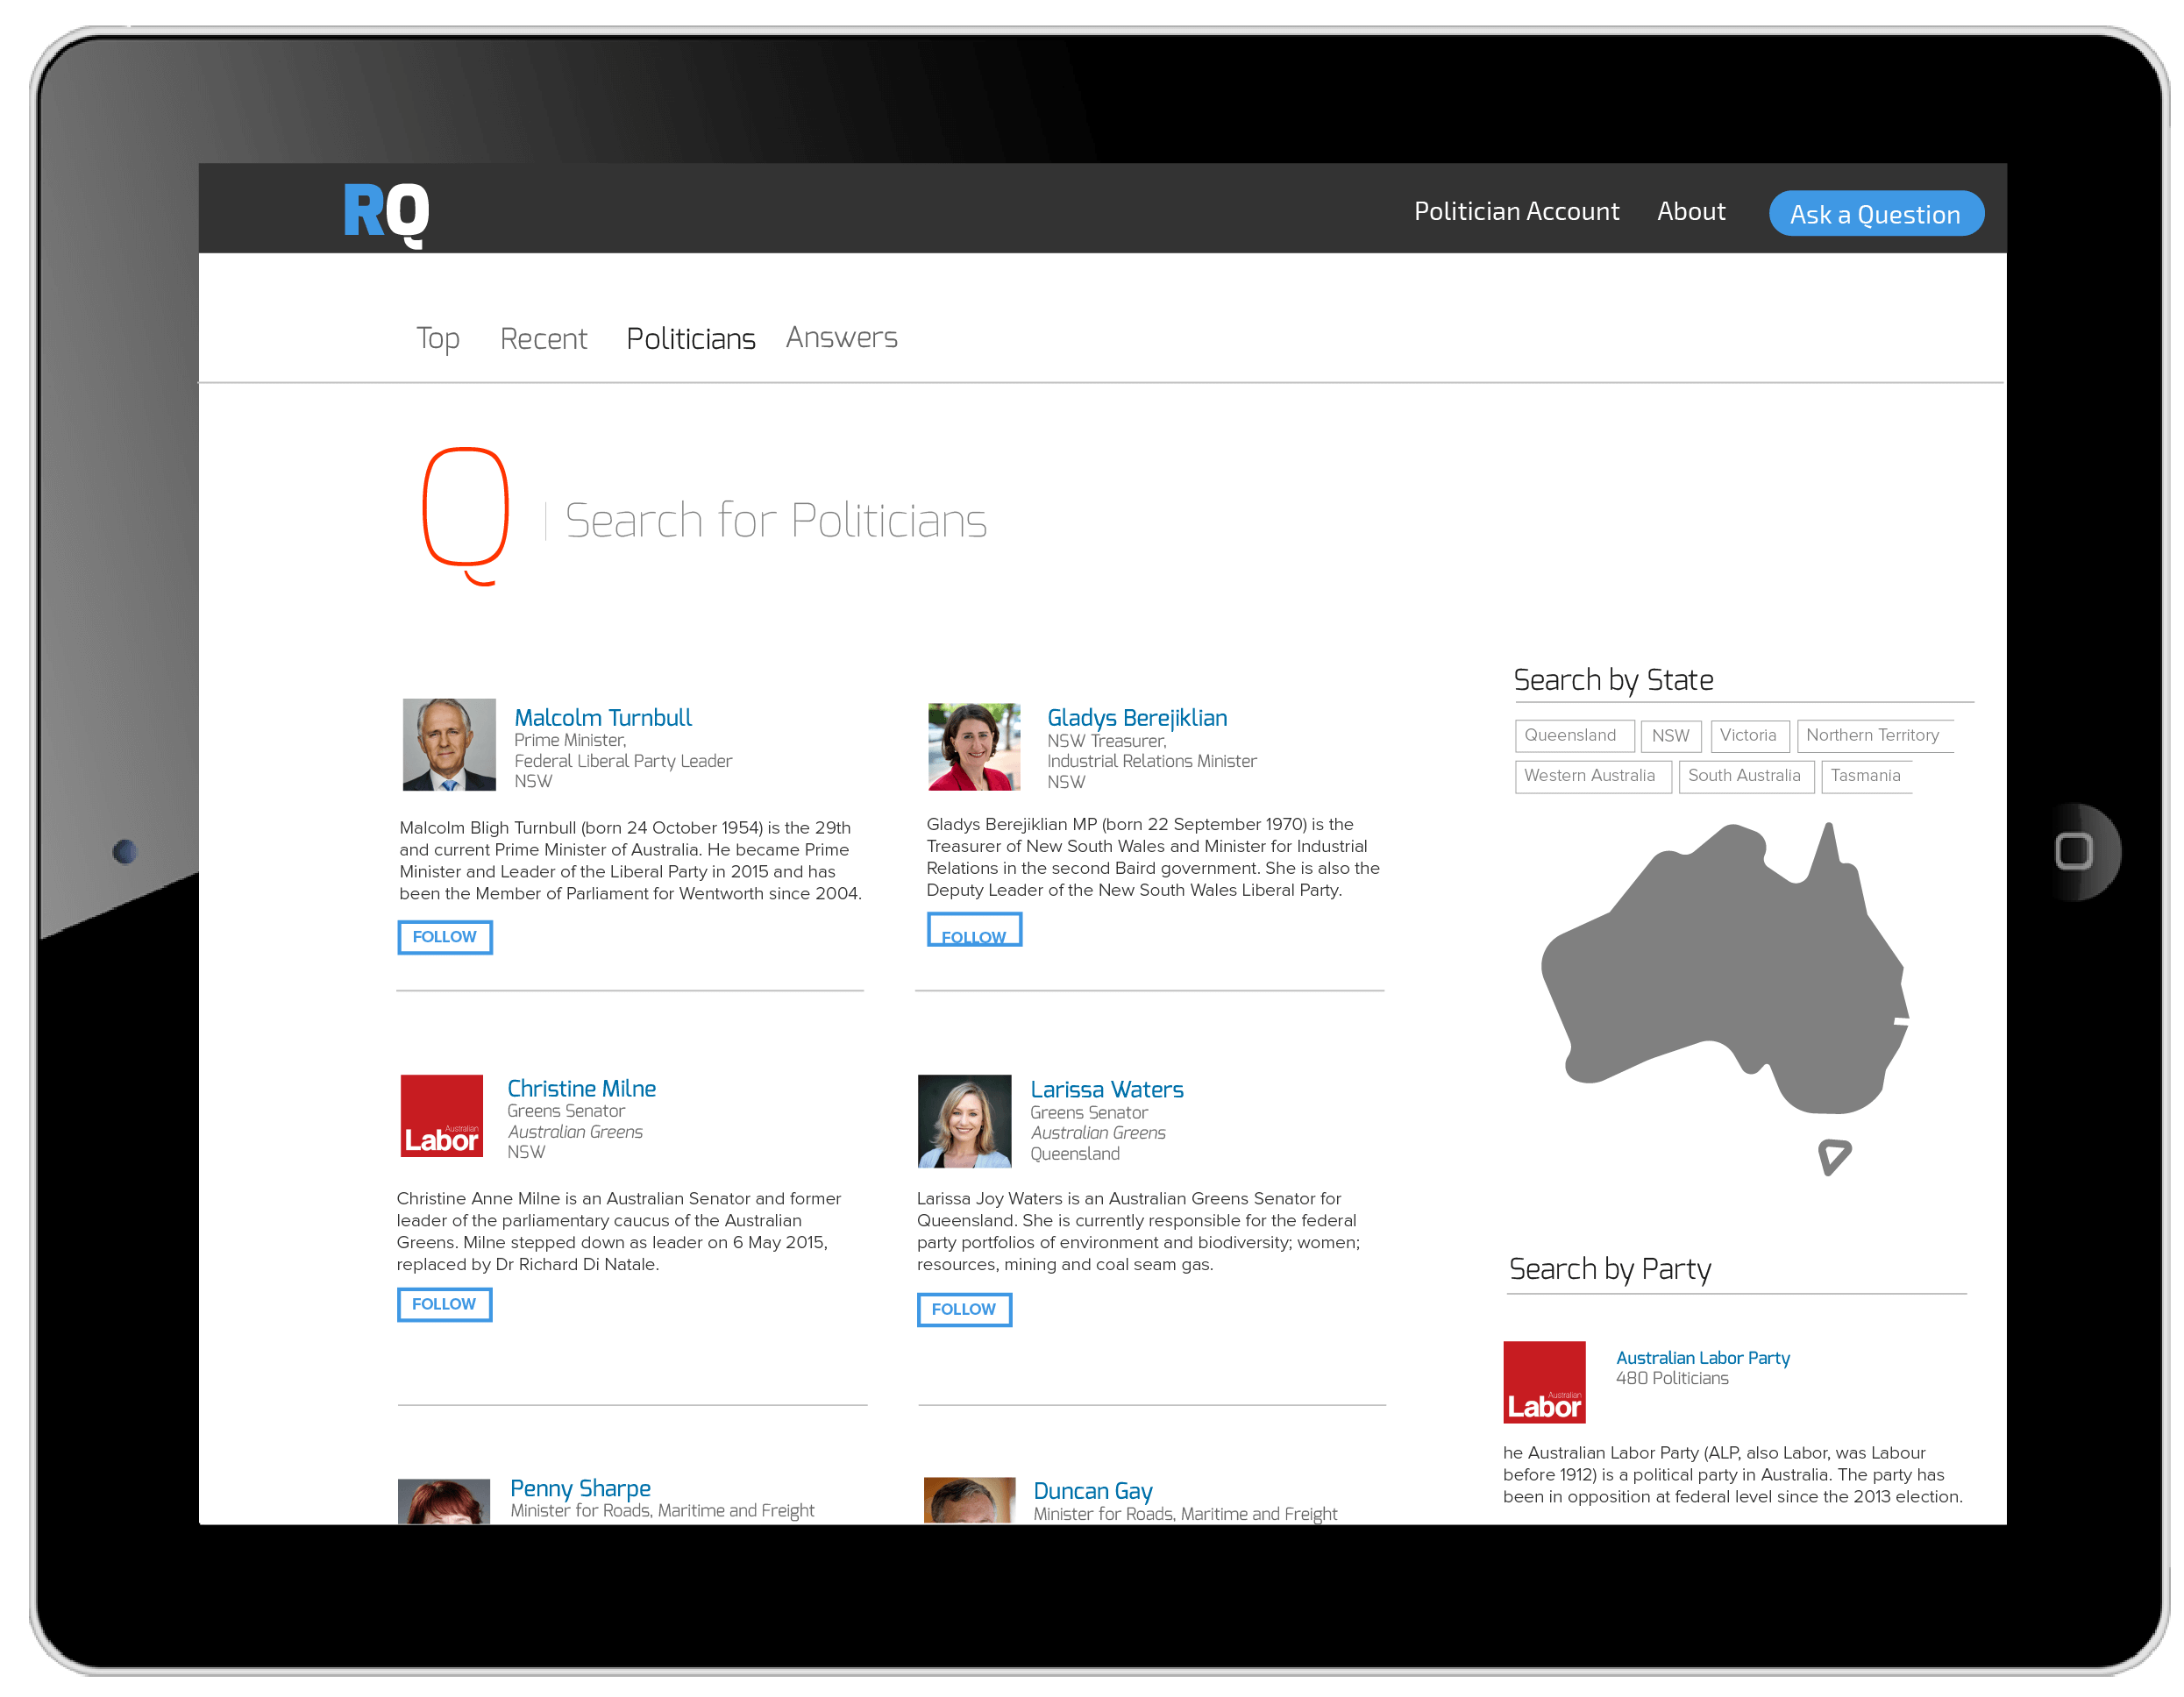 RQ
Politician Account
About
Ask a Question
Top
Recent
Politicians
Answers
Q
Search for Politicians
Malcolm Turnbull
Prime Minister,
Federal Liberal Party Leader
NSW
Malcolm Bligh Turnbull (born 24 October 1954) is the 29th
and current Prime Minister of Australia. He became Prime
Minister and Leader of the Liberal Party in 2015 and has
been the Member of Parliament for Wentworth since 2004.
FOLLOW
Gladys Berejiklian
NSW Treasurer,
Industrial Relations Minister
NSW
Gladys Berejiklian MP (born 22 September 1970) is the
Treasurer of New South Wales and Minister for Industrial
Relations in the second Baird government. She is also the
Deputy Leader of the New South Wales Liberal Party.
FOLLOW
Australian
Labor
Christine Milne
Greens Senator
Australian Greens
NSW
Christine Anne Milne is an Australian Senator and former
leader of the parliamentary caucus of the Australian
Greens. Milne stepped down as leader on 6 May 2015,
replaced by Dr Richard Di Natale.
FOLLOW
Larissa Waters
Greens Senator
Australian Greens
Queensland
Larissa Joy Waters is an Australian Greens Senator for
Queensland. She is currently responsible for the federal
party portfolios of environment and biodiversity; women;
resources, mining and coal seam gas.
FOLLOW
Penny Sharpe
Minister for Roads, Maritime and Freight
Duncan Gay
Minister for Roads, Maritime and Freight
Search by State
Queensland
NSW
Victoria
Northern Territory
Western Australia
South Australia
Tasmania
Search by Party
Australian
Labor
Australian Labor Party
480 Politicians
he Australian Labor Party (ALP, also Labor, was Labour
before 1912) is a political party in Australia. The party has
been in opposition at federal level since the 2013 election.